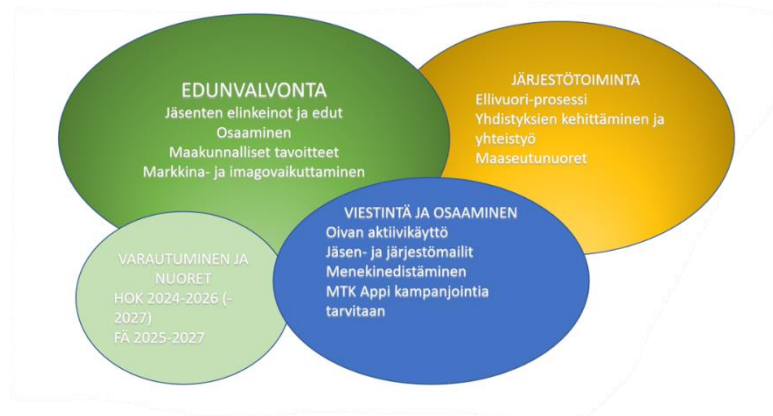 EDUNVALVONTA
Jäsenten elinkeinot ja edut
Osaaminen
Maakunnalliset tavoitteet
Markkina- ja imagovaikuttaminen
JÄRJESTÖTOIMINTA
Ellivuori-prosessi
Yhdistyksien kehittäminen ja
yhteistyö
Maaseutunuoret
VARAUTUMINEN JA
NUORET
HOK 2024-2026 (-
2027)
FÄ 2025-2027
VIESTINTÄ JA OSAAMINEN
Oivan aktiivikäyttö
Jäsen- ja järjestömailit
Menekinedistäminen
MTK Appi kampanjointia
tarvitaan